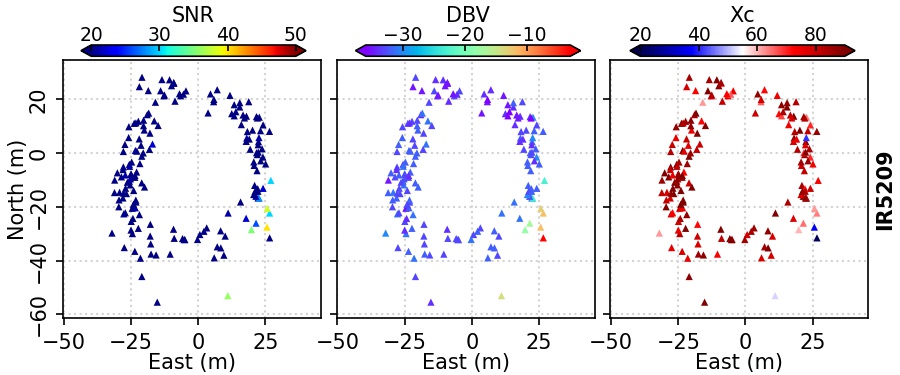 SNR DBV Xc
20 30 40 50 −30 −20 −10 20 40 60 80
20
0
−20
−40
−60
North (m)
IR5209
−50 −25 0 25 −50 −25 0 25 −50 −25 0 25
East (m) East (m) East (m)